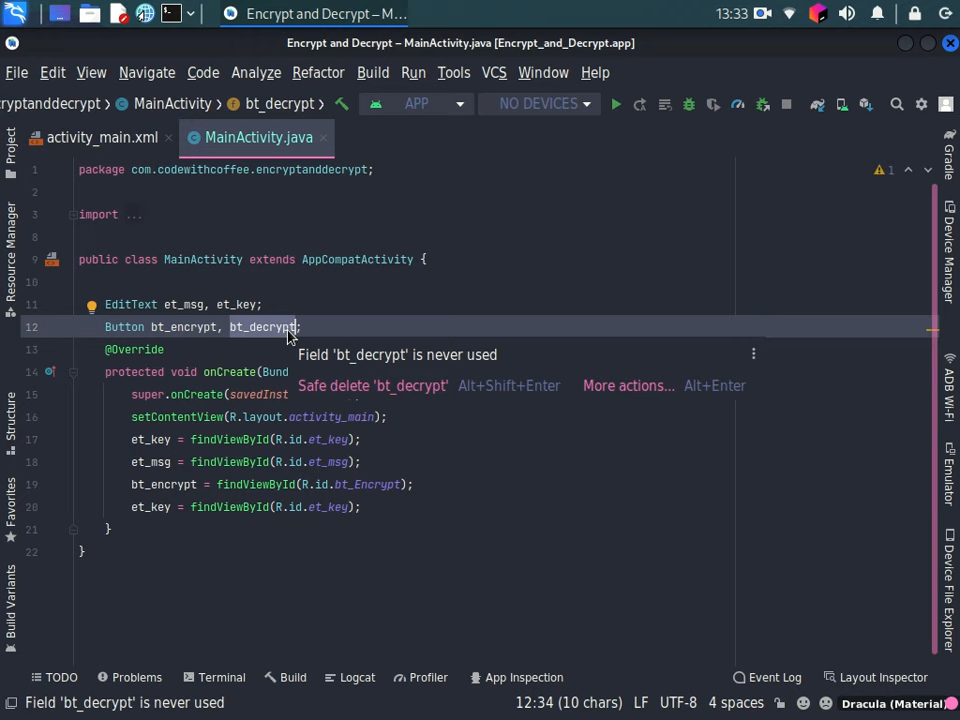 Encrypt and Decrypt – M... 13:33
Encrypt and Decrypt – MainActivity.java [Encrypt_and_Decrypt.app]
File Edit View Navigate Code Analyze Refactor Build Run Tools VCS Window Help
ryptanddecrypt MainActivity bt_decrypt APP NO DEVICES
activity_main.xml MainActivity.java
1 package com.codewithcoffee.encryptanddecrypt; 1
2
3 import ...
8
9 public class MainActivity extends AppCompatActivity {
10
11 EditText et_msg, et_key;
12 Button bt_encrypt, bt_decrypt;
13 @Override
Field 'bt_decrypt' is never used
14 protected void onCreate(Bund
Safe delete 'bt_decrypt' Alt+Shift+Enter More actions... Alt+Enter
15 super.onCreate(savedInst
16 setContentView(R.layout.activity_main);
17 et_key = findViewById(R.id.et_key);
18 et_msg = findViewById(R.id.et_msg);
19 bt_encrypt = findViewById(R.id.bt_Encrypt);
20 et_key = findViewById(R.id.et_key);
21 }
22 }
Project
Resource Manager
Structure
Favorites
Build Variants
Gradle
Device Manager
ADB Wi-Fi
Emulator
Device File Explorer
TODO Problems Terminal Build Logcat Profiler App Inspection Event Log Layout Inspector
Field 'bt_decrypt' is never used 12:34 (10 chars) LF UTF-8 4 spaces Dracula (Material)